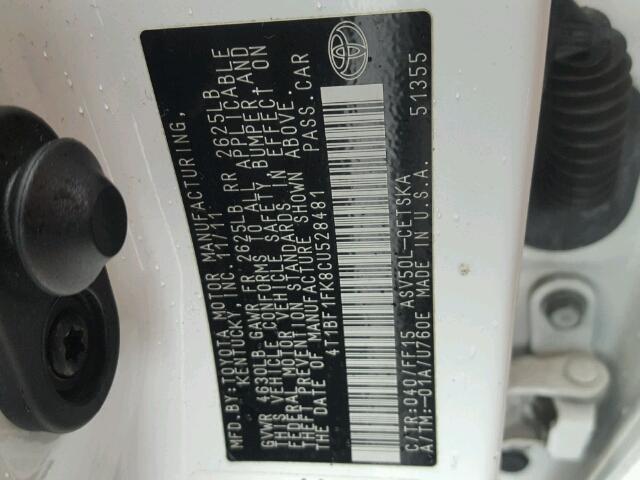 MFD. BY: TOYOTA MOTOR MANUFACTURING,
KENTUCKY, INC. 11/11
GVWR 4630LB GAWR FR 2625LB RR 2625LB
THIS VEHICLE CONFORMS TO ALL APPLICABLE
FEDERAL MOTOR VEHICLE SAFETY, BUMPER, AND
THEFT PREVENTION STANDARDS IN EFFECT ON
THE DATE OF MANUFACTURE SHOWN ABOVE.
4T1BF1FK8CU528481 PASS. CAR
C/TR:040/FF15 ASV50L-CETSKA
A/TM:-01A/U760E MADE IN U.S.A. 51355